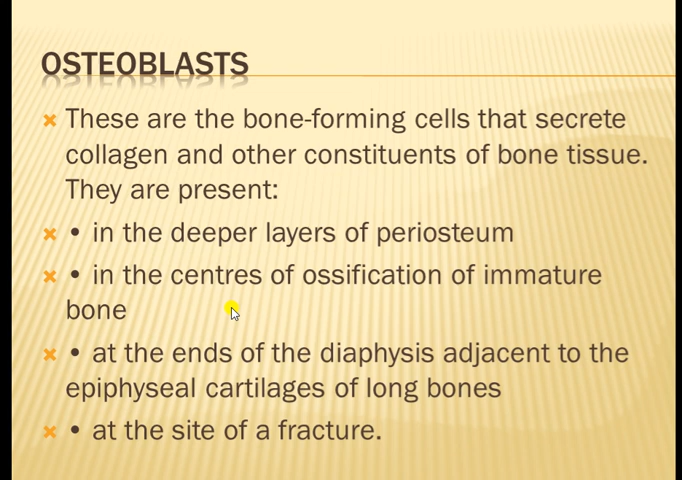 OSTEOBLASTS
These are the bone-forming cells that secrete
collagen and other constituents of bone tissue.
They are present:
• in the deeper layers of periosteum
• in the centres of ossification of immature
bone
• at the ends of the diaphysis adjacent to the
epiphyseal cartilages of long bones
• at the site of a fracture.